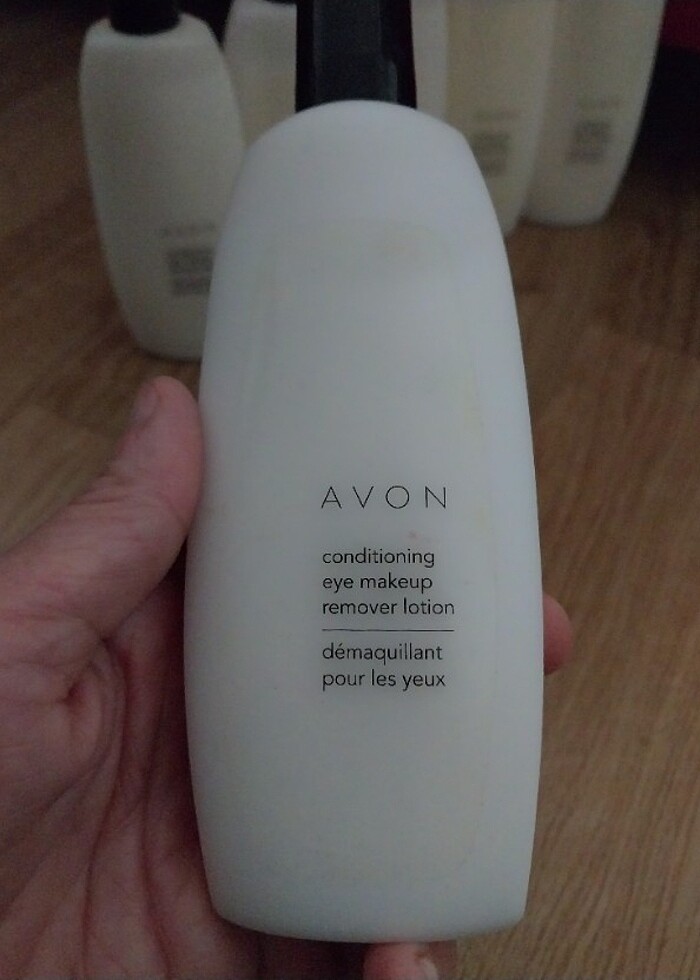 AVON
conditioning
eye makeup
remover lotion
démaquillant
pour les yeux